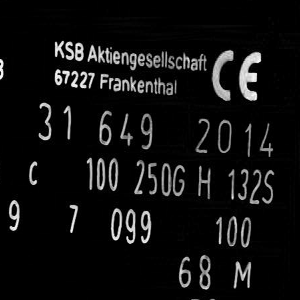 KSB Aktiengesellschaft CE
67227 Frankenthal
31 649 2014
C 100 250G H 132S
9 7 099 100
68 M